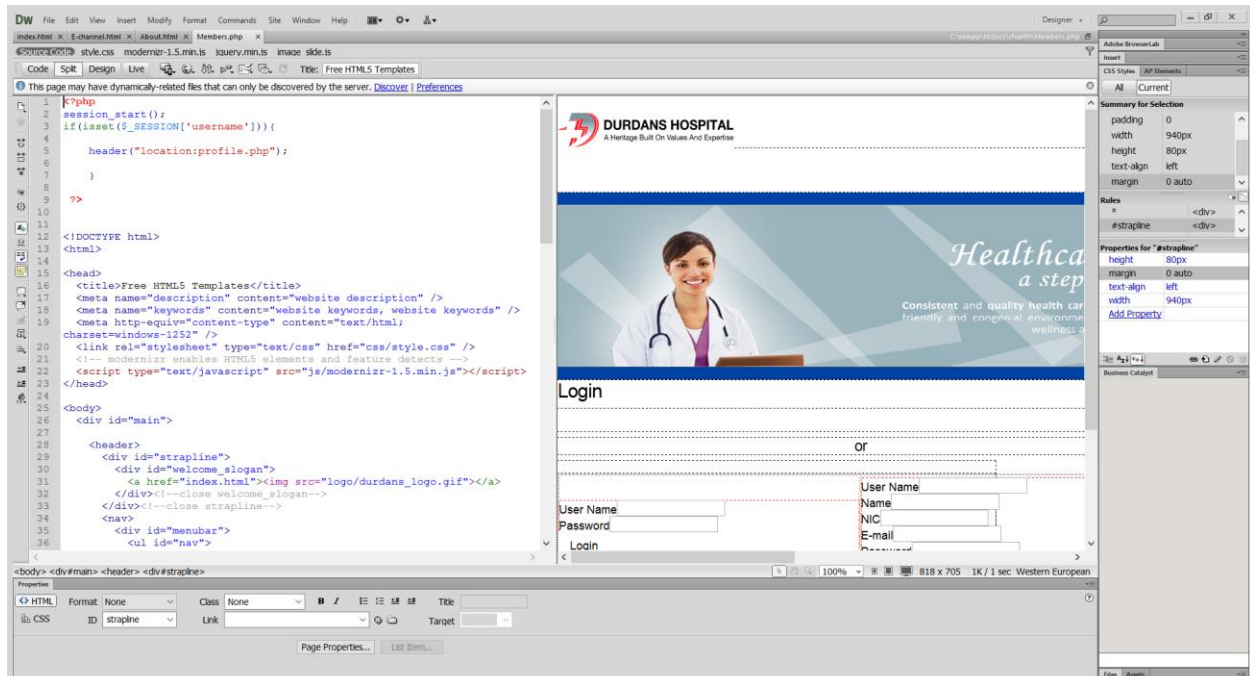 DW File Edit View Insert Modify Format Commands Site Window Help Designer
index.html × E-channel.html × About.html × Members.php ×
Source Code style.css modernizr-1.5.min.js jquery.min.js image slide.js
Code Split Design Live Title: Free HTML5 Templates
This page may have dynamically-related files that can only be discovered by the server. Discover | Preferences
1 <?php
2 session_start();
3 if(isset($_SESSION['username'])){
4
5 header("location:profile.php");
6
7 }
8
9 ?>
10
11
12 <!DOCTYPE html>
13 <html>
14
15 <head>
16 <title>Free HTML5 Templates</title>
17 <meta name="description" content="website description" />
18 <meta name="keywords" content="website keywords, website keywords" />
19 <meta http-equiv="content-type" content="text/html;
charset=windows-1252" />
20 <link rel="stylesheet" type="text/css" href="css/style.css" />
21 <!-- modernizr enables HTML5 elements and feature detects -->
22 <script type="text/javascript" src="js/modernizr-1.5.min.js"></script>
23 </head>
24
25 <body>
26 <div id="main">
27
28 <header>
29 <div id="strapline">
30 <div id="welcome_slogan">
31 <a href="index.html"><img src="logo/durdans_logo.gif"></a>
32 </div><!--close welcome_slogan-->
33 </div><!--close strapline-->
34 <nav>
35 <div id="menubar">
36 <ul id="nav">
DURDANS HOSPITAL
A Heritage Built On Values And Expertise
Healthca
a step
Consistent and quality health car
friendly and congenial environme
wellness a
Login
or
User Name
Password
Login
User Name
Name
NIC
E-mail
Password
<body> <div#main> <header> <div#strapline>
100% 818 x 705 1K / 1 sec Western European
Properties
HTML Format None Class None B I Title
CSS ID strapline Link Target
Page Properties... List Item...
Adobe BrowserLab
Insert
CSS Styles AP Elements
All Current
Summary for Selection
padding 0
width 940px
height 80px
text-align left
margin 0 auto
Rules
* <div>
#strapline <div>
Properties for "#strapline"
height 80px
margin 0 auto
text-align left
width 940px
Add Property
Business Catalyst
Files Assets